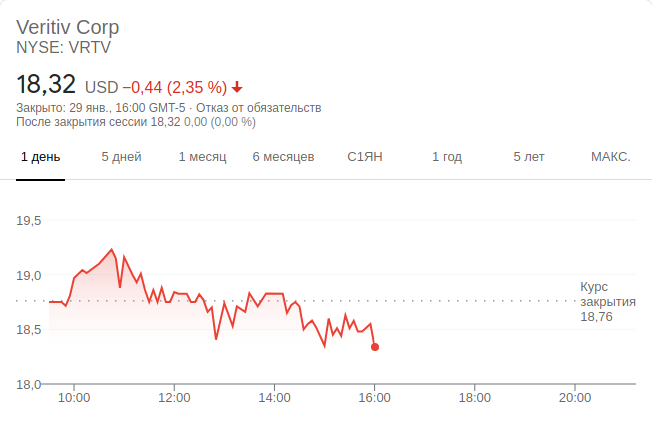 Veritiv Corp
NYSE: VRTV
18,32 USD −0,44 (2,35 %)
Закрыто: 29 янв., 16:00 GMT-5 · Отказ от обязательств
После закрытия сессии 18,32 0,00 (0,00 %)
1 день 5 дней 1 месяц 6 месяцев С1ЯН 1 год 5 лет МАКС.
19,5
19,0
Курс
закрытия
18,76
18,5
18,0
10:00 12:00 14:00 16:00 18:00 20:00